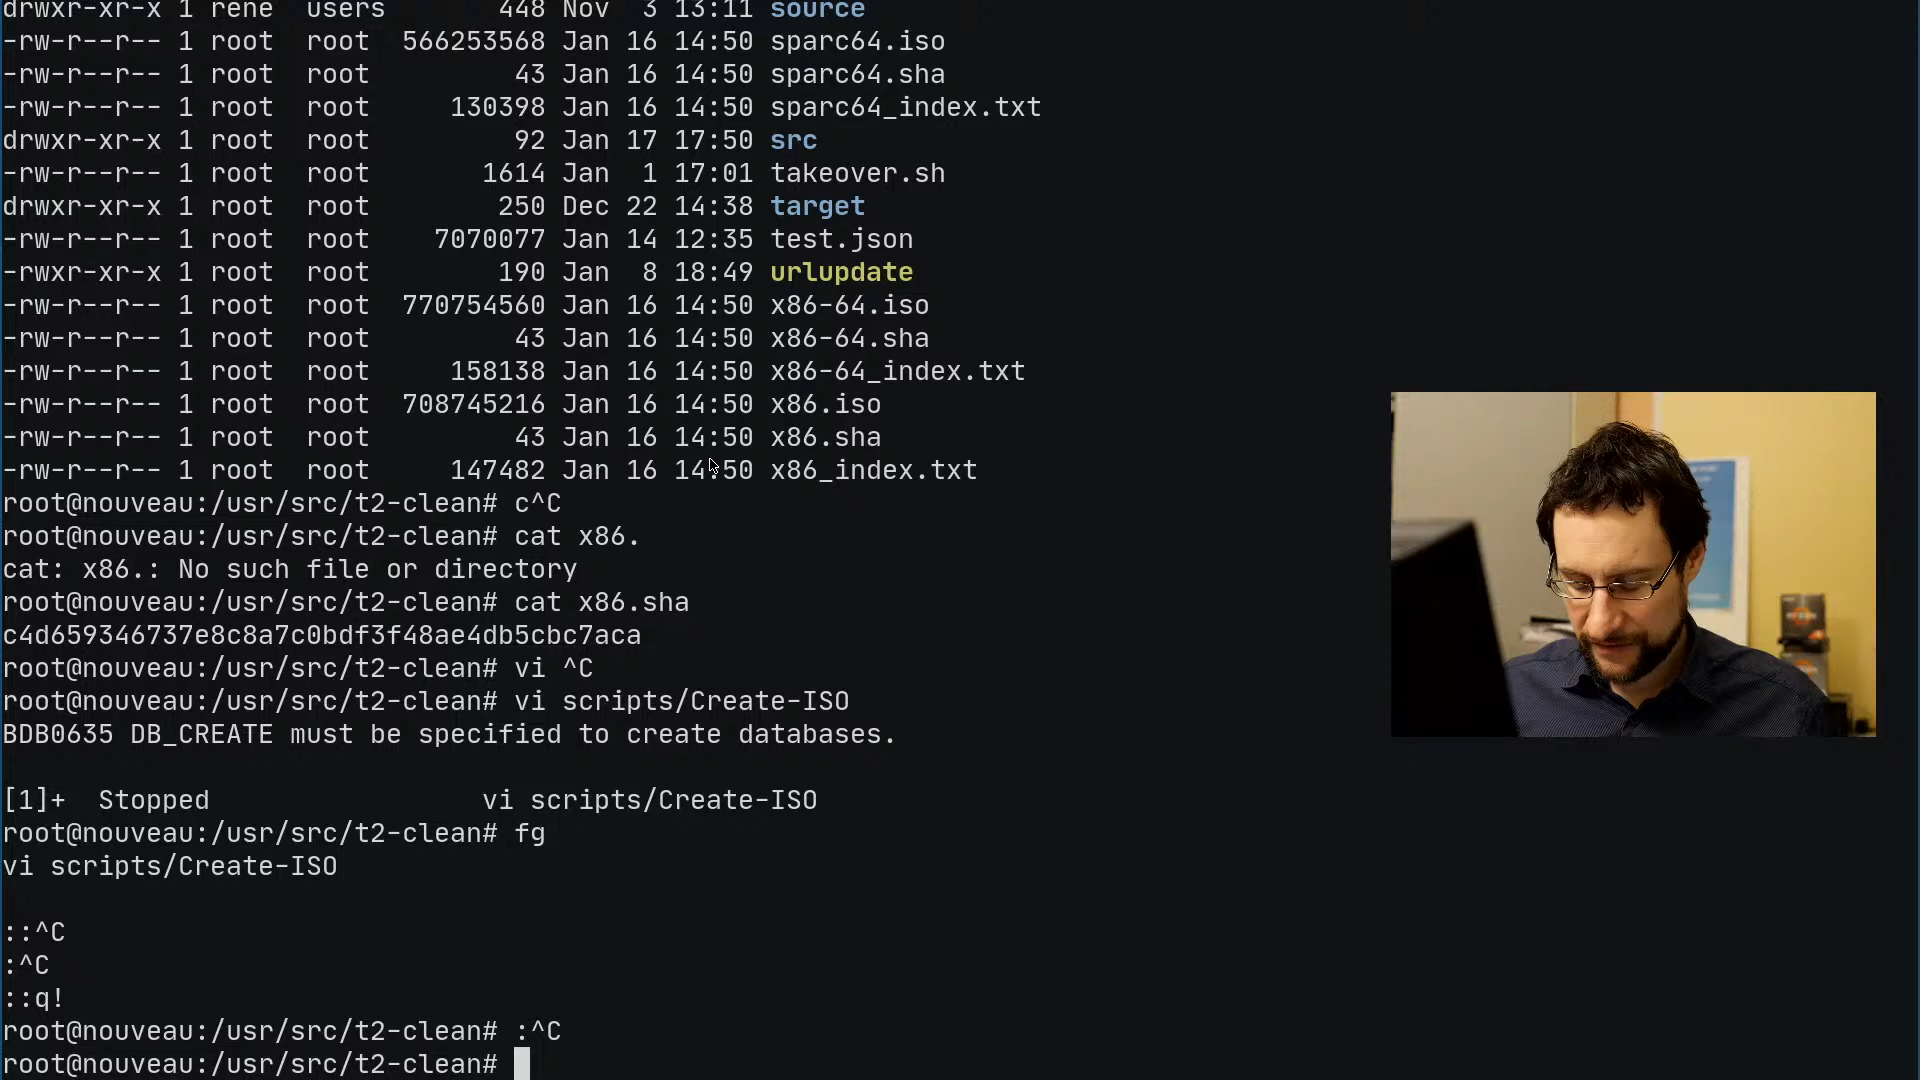 drwxr-xr-x 1 rene  users       448 Nov  3 13:11 source
-rw-r--r-- 1 root  root  566253568 Jan 16 14:50 sparc64.iso
-rw-r--r-- 1 root  root         43 Jan 16 14:50 sparc64.sha
-rw-r--r-- 1 root  root     130398 Jan 16 14:50 sparc64_index.txt
drwxr-xr-x 1 root  root         92 Jan 17 17:50 src
-rw-r--r-- 1 root  root       1614 Jan  1 17:01 takeover.sh
drwxr-xr-x 1 root  root        250 Dec 22 14:38 target
-rw-r--r-- 1 root  root    7070077 Jan 14 12:35 test.json
-rwxr-xr-x 1 root  root        190 Jan  8 18:49 urlupdate
-rw-r--r-- 1 root  root  770754560 Jan 16 14:50 x86-64.iso
-rw-r--r-- 1 root  root         43 Jan 16 14:50 x86-64.sha
-rw-r--r-- 1 root  root     158138 Jan 16 14:50 x86-64_index.txt
-rw-r--r-- 1 root  root  708745216 Jan 16 14:50 x86.iso
-rw-r--r-- 1 root  root         43 Jan 16 14:50 x86.sha
-rw-r--r-- 1 root  root     147482 Jan 16 14:50 x86_index.txt
root@nouveau:/usr/src/t2-clean# c^C
root@nouveau:/usr/src/t2-clean# cat x86.
cat: x86.: No such file or directory
root@nouveau:/usr/src/t2-clean# cat x86.sha
c4d659346737e8c8a7c0bdf3f48ae4db5cbc7aca
root@nouveau:/usr/src/t2-clean# vi ^C
root@nouveau:/usr/src/t2-clean# vi scripts/Create-ISO
BDB0635 DB_CREATE must be specified to create databases.
[1]+  Stopped                 vi scripts/Create-ISO
root@nouveau:/usr/src/t2-clean# fg
vi scripts/Create-ISO
::^C
:^C
::q!
root@nouveau:/usr/src/t2-clean# :^C
root@nouveau:/usr/src/t2-clean#